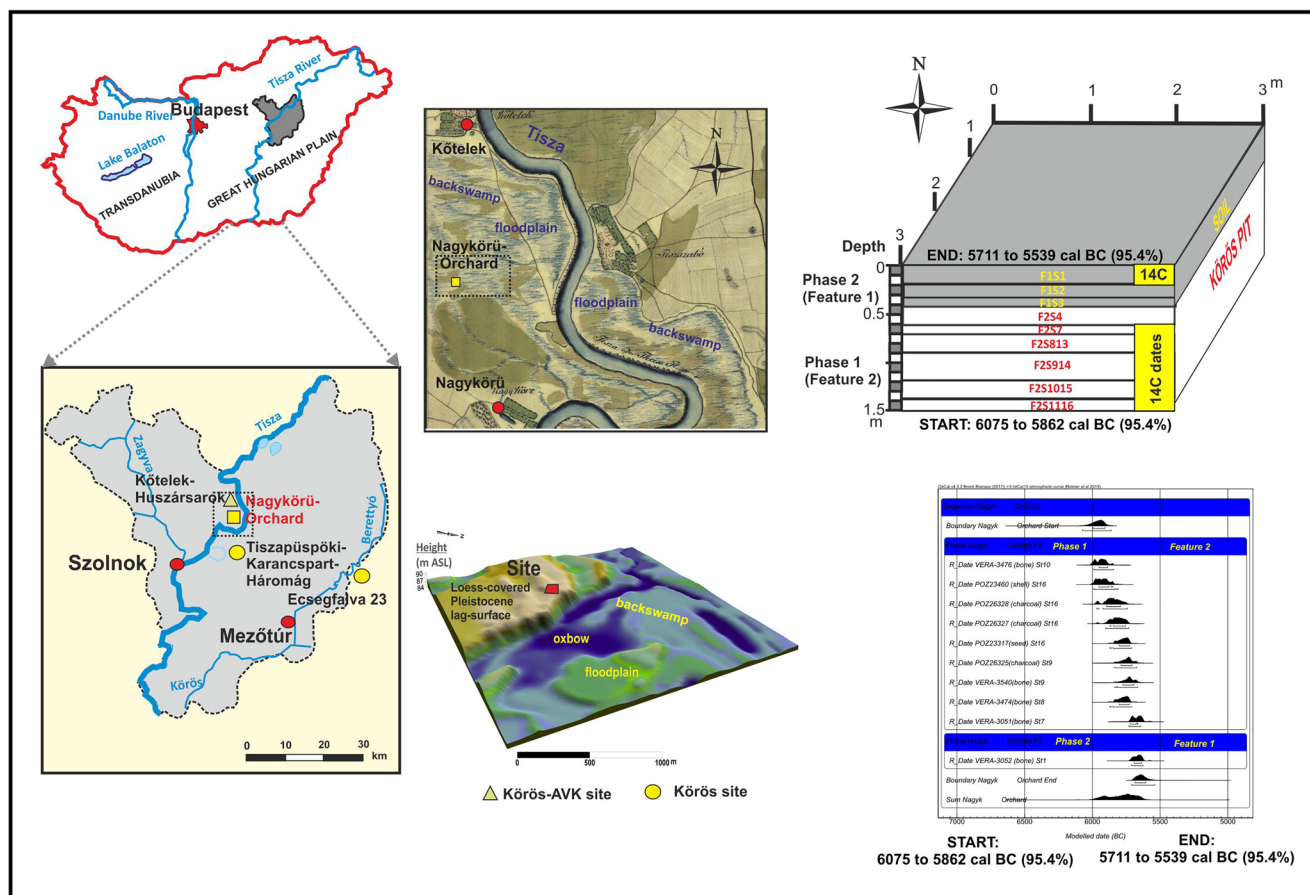 Danube River
Budapest
Tisza River
Lake Balaton
TRANSDANUBIA
GREAT HUNGARIAN PLAIN
Zagyva
Tisza
Kőtelek-
Huszársarok
Nagykörü-
Orchard
Berettyó
Szolnok
Tiszapüspöki-
Karancspart-
Háromág
Ecsegfalva 23
Mezőtúr
Körös
0 10 20 30
km
Kőtelek
Tisza
N
backswamp
floodplain
Nagykörü-
Orchard
Tiszszabó
floodplain
backswamp
Nagykörü
Height
(m ASL)
90
87
84
z
Site
Loess-covered
Pleistocene
lag-surface
backswamp
oxbow
floodplain
0 500 1000 m
Körös-AVK site
Körös site
N
0 1 2 3 m
1
2
3
Depth
SOIL
KÖRÖS PIT
END: 5711 to 5539 cal BC (95.4%)
0
Phase 2
(Feature 1)
F1S1
14C
F1S2
F1S3
0.5
F2S4
F2S7
F2S813
Phase 1
(Feature 2)
F2S914
14C dates
F2S1015
F2S1116
1.5
m
START: 6075 to 5862 cal BC (95.4%)
Boundary Nagyk Orchard Start
Phase 1 Feature 2
R_Date VERA-3476 (bone) St10
R_Date POZ23460 (shell) St16
R_Date POZ26328 (charcoal) St16
R_Date POZ26327 (charcoal) St16
R_Date POZ23317(seed) St16
R_Date POZ26325(charcoal) St9
R_Date VERA-3540(bone) St9
R_Date VERA-3474(bone) St8
R_Date VERA-3051(bone) St7
Phase 2 Feature 1
R_Date VERA-3052 (bone) St1
Boundary Nagyk Orchard End
Sum Nagyk Orchard
7000 6500 6000 5500 5000
Modelled date (BC)
START:
6075 to 5862 cal BC (95.4%)
END:
5711 to 5539 cal BC (95.4%)